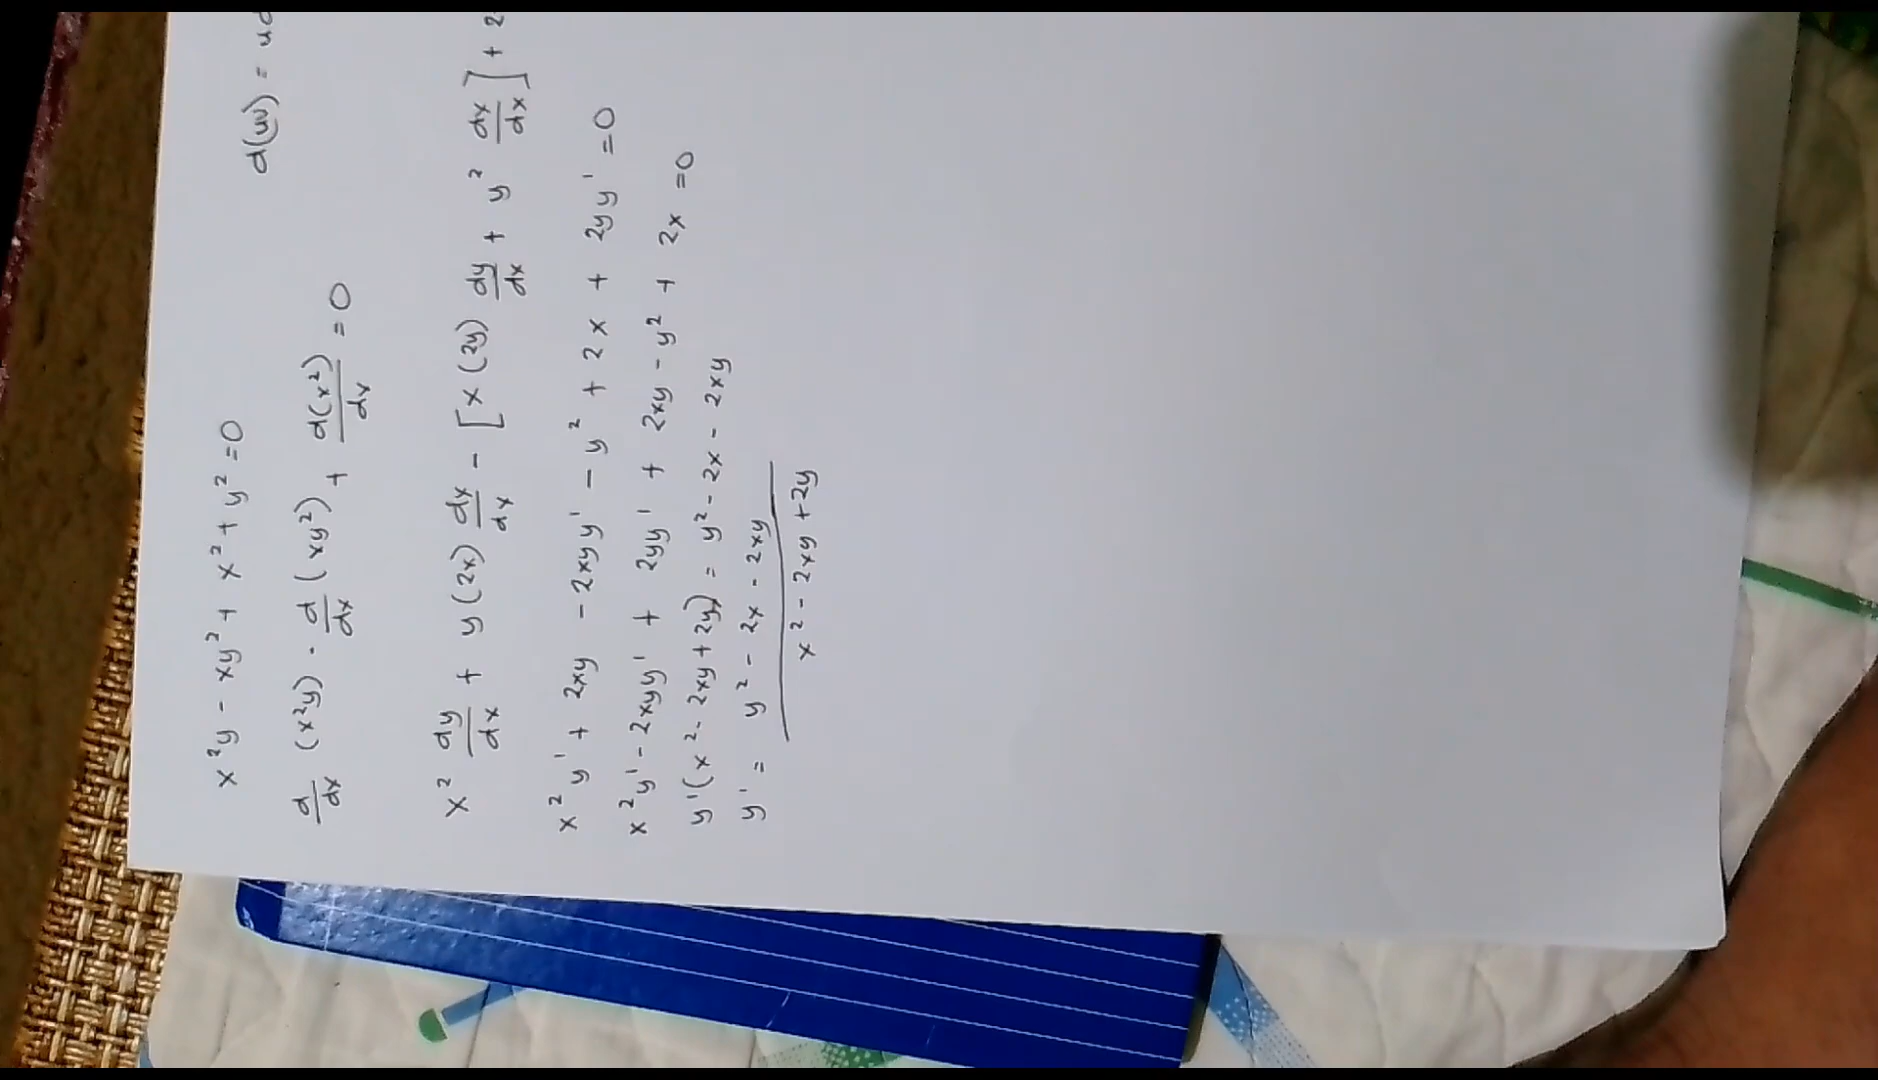 x²y - xy² + x² + y² = 0
d(uv) = ud
d/dx (x²y) - d/dx (xy²) + d(x²)/dx = 0
x² dy/dx + y(2x) dx/dx - [x(2y) dy/dx + y² dx/dx] + 2
x²y' + 2xy - 2xyy' - y² + 2x + 2yy' = 0
x²y' - 2xyy' + 2yy' + 2xy - y² + 2x = 0
y'(x² - 2xy + 2y) = y² - 2x - 2xy
y' = y² - 2x - 2xy
x² - 2xy + 2y